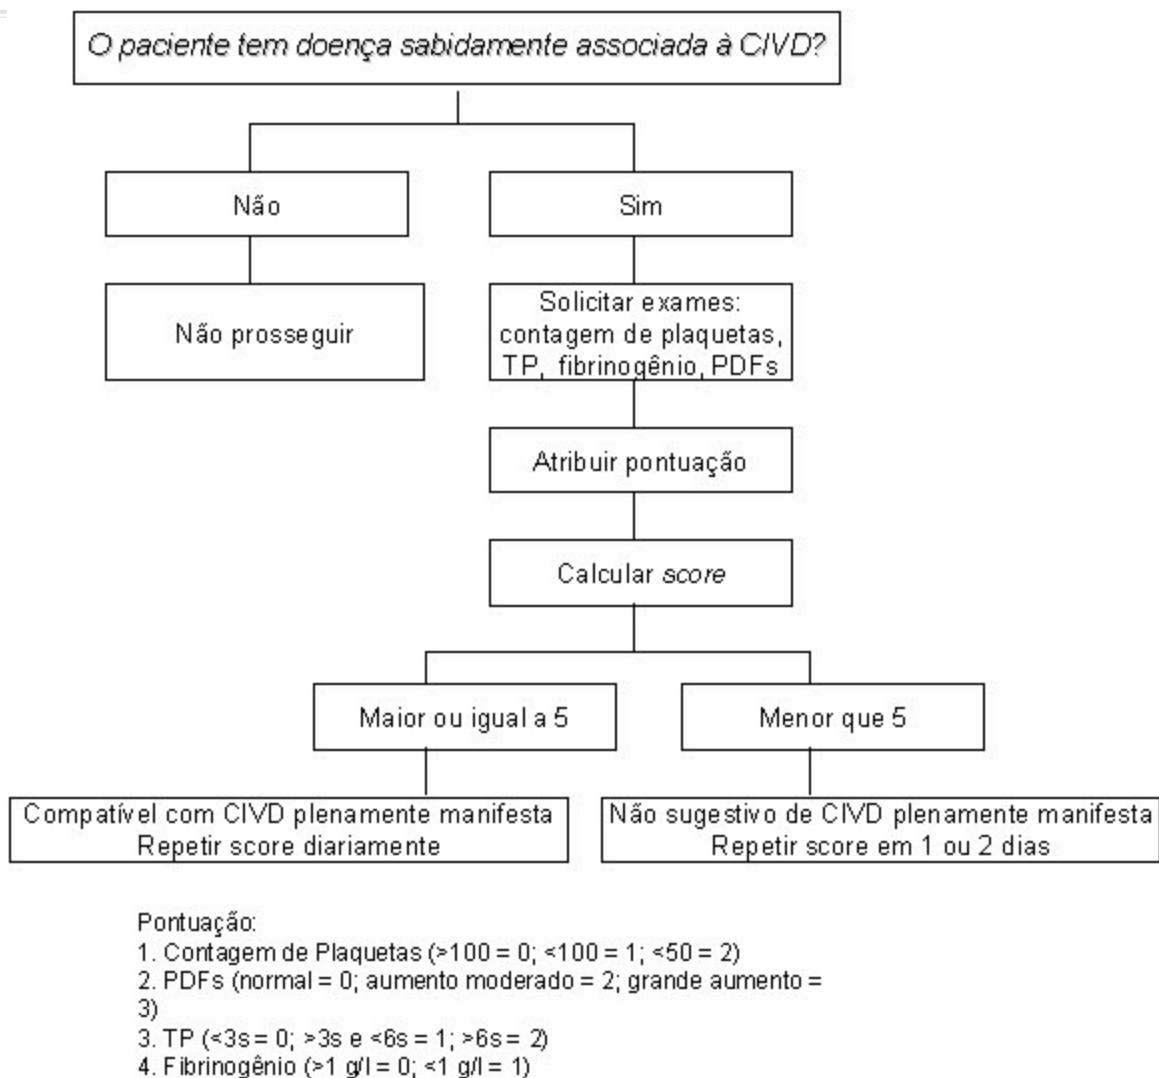 O paciente tem doença sabidamente associada à CIVD?
Não
Sim
Não prosseguir
Solicitar exames:
contagem de plaquetas,
TP, fibrinogênio, PDFs
Atribuir pontuação
Calcular score
Maior ou igual a 5
Menor que 5
Compatível com CIVD plenamente manifesta
Repetir score diariamente
Não sugestivo de CIVD plenamente manifesta
Repetir score em 1 ou 2 dias
Pontuação:
1. Contagem de Plaquetas (>100 = 0; <100 = 1; <50 = 2)
2. PDFs (normal = 0; aumento moderado = 2; grande aumento =
3)
3. TP (<3s = 0; >3s e <6s = 1; >6s = 2)
4. Fibrinogênio (>1 g/l = 0; <1 g/l = 1)